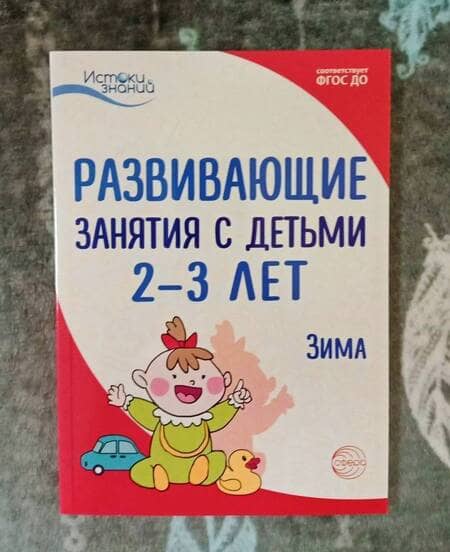 Истоки
знаний
соответствует
ФГОС ДО
РАЗВИВАЮЩИЕ
ЗАНЯТИЯ С ДЕТЬМИ
2–3 ЛЕТ
ЗИМА
сфера